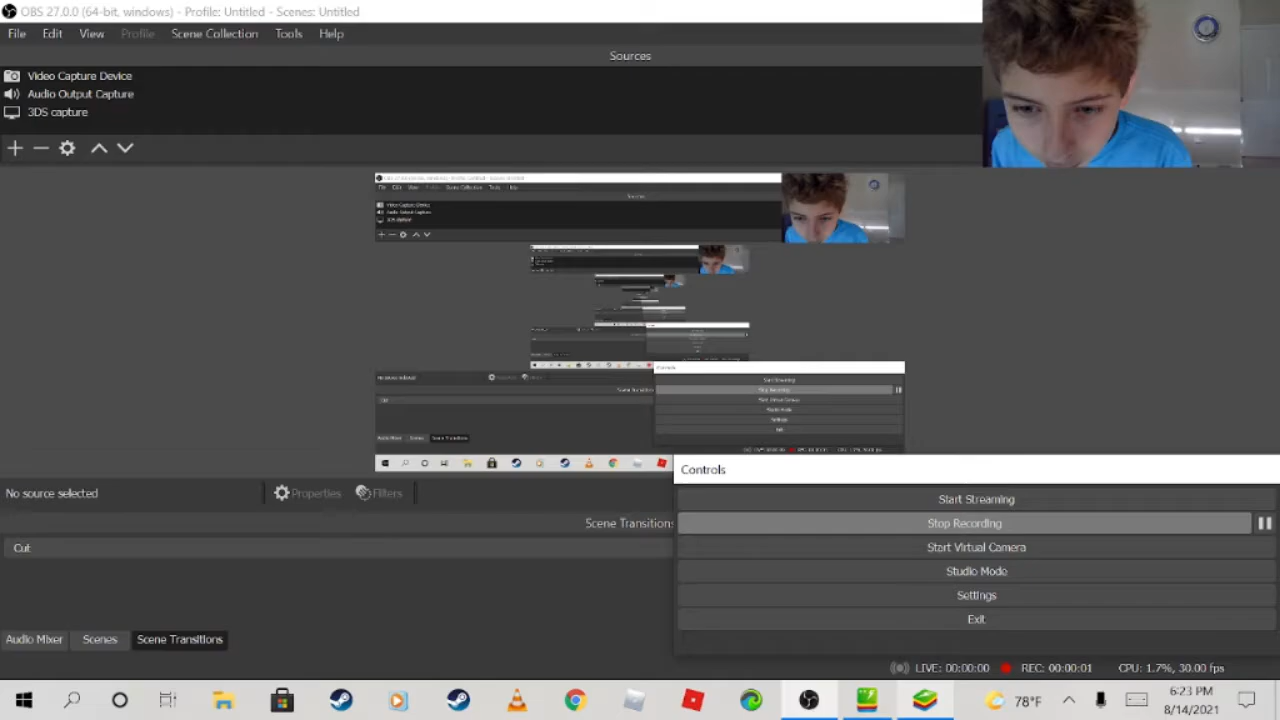 OBS 27.0.0 (64-bit, windows) - Profile: Untitled - Scenes: Untitled
File Edit View Profile Scene Collection Tools Help
Sources
Video Capture Device
Audio Output Capture
3DS capture
Controls
No source selected Properties Filters
Start Streaming
Scene Transitions
Stop Recording
Cut
Start Virtual Camera
Studio Mode
Settings
Exit
Audio Mixer Scenes Scene Transitions
LIVE: 00:00:00 REC: 00:00:01 CPU: 1.7%, 30.00 fps
78°F
6:23 PM
8/14/2021